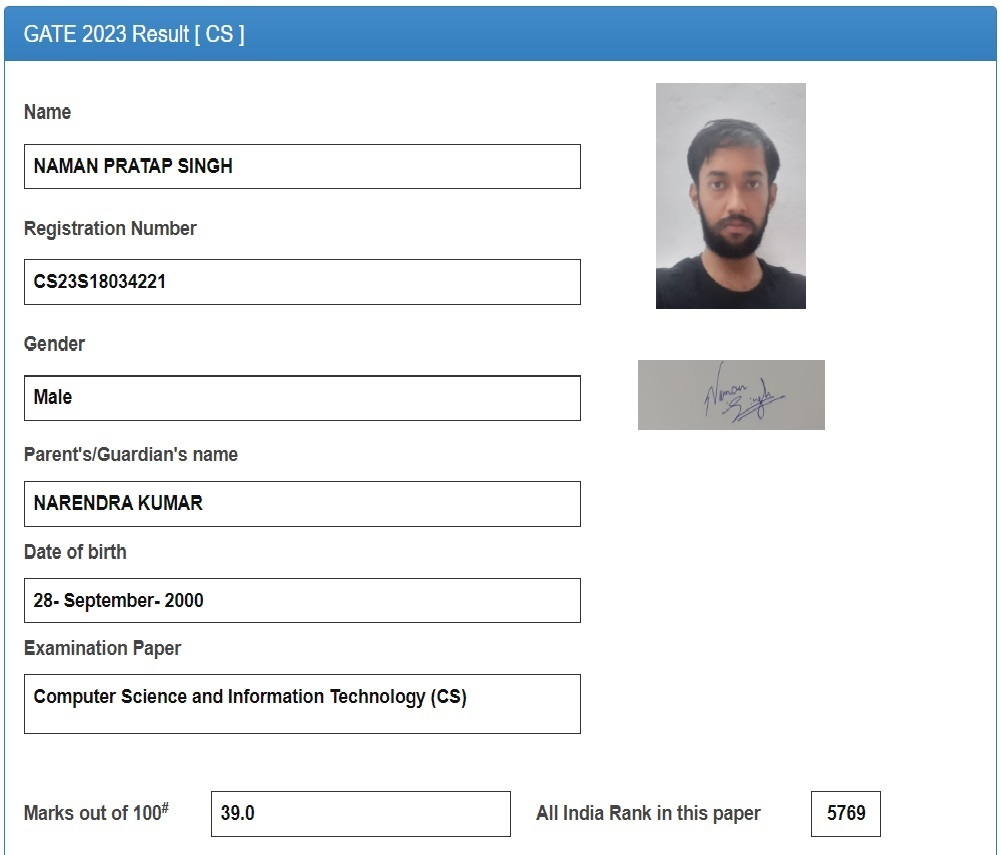 GATE 2023 Result [ CS ]
Name
NAMAN PRATAP SINGH
Registration Number
CS23S18034221
Gender
Male
Naman
Singh
Parent's/Guardian's name
NARENDRA KUMAR
Date of birth
28- September- 2000
Examination Paper
Computer Science and Information Technology (CS)
Marks out of 100# 39.0 All India Rank in this paper 5769